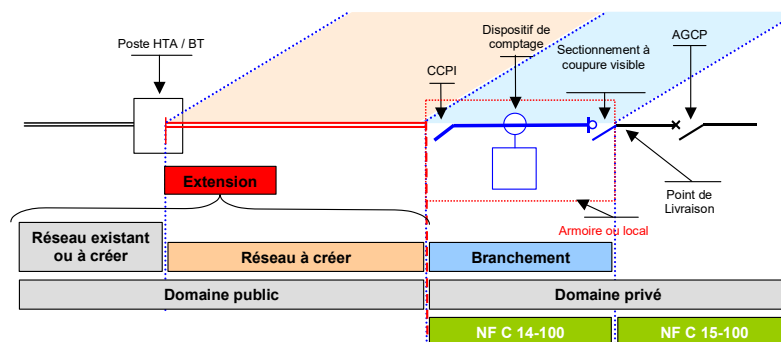 Poste HTA / BT
Dispositif de
comptage
Sectionnement à
coupure visible
AGCP
CCPI
Point de
Livraison
Extension
Armoire ou local
Réseau existant
ou à créer
Réseau à créer
Branchement
Domaine public
Domaine privé
NF C 14-100
NF C 15-100